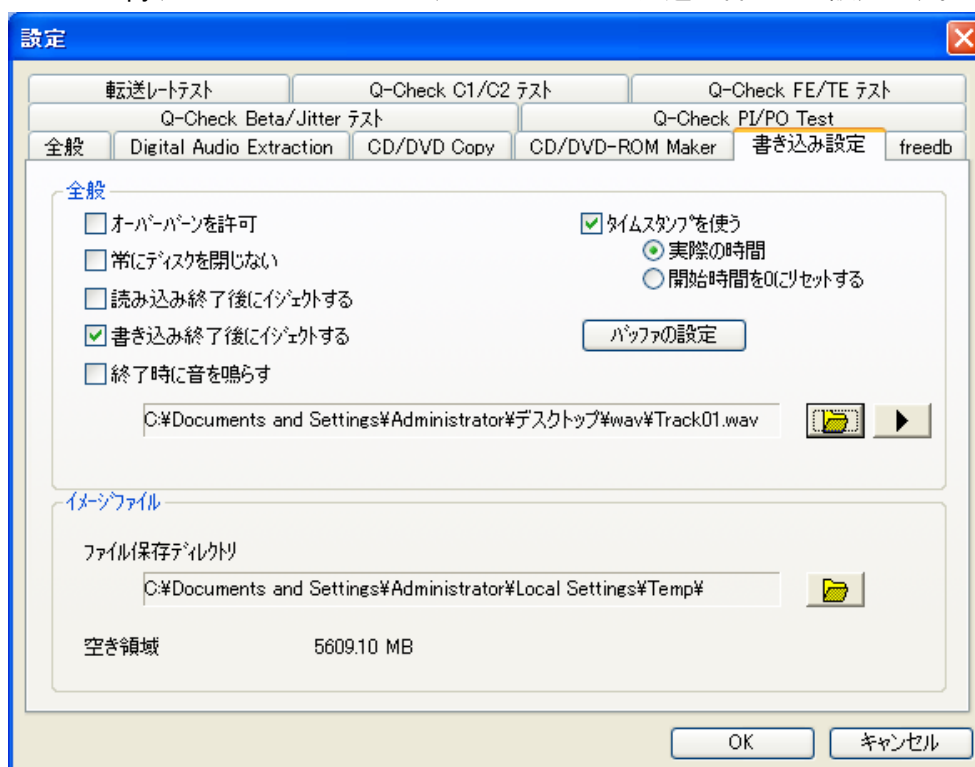 設定
転送レートテスト Q-Check C1/C2 テスト Q-Check FE/TE テスト
Q-Check Beta/Jitter テスト Q-Check PI/PO Test
全般 Digital Audio Extraction CD/DVD Copy CD/DVD-ROM Maker 書き込み設定 freedb
全般
オーバーバーンを許可 タイムスタンプを使う
常にディスクを閉じない 実際の時間
読み込み終了後にイジェクトする 開始時間を0にリセットする
書き込み終了後にイジェクトする バッファの設定
終了時に音を鳴らす
C:¥Documents and Settings¥Administrator¥デスクトップ¥wav¥Track01.wav
イメージファイル
ファイル保存ディレクトリ
C:¥Documents and Settings¥Administrator¥Local Settings¥Temp¥
空き領域 5609.10 MB
OK キャンセル